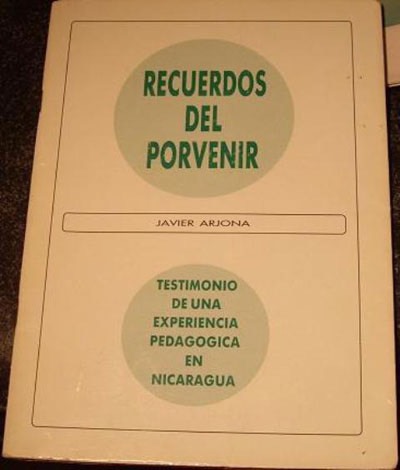 RECUERDOS
DEL
PORVENIR
JAVIER ARJONA
TESTIMONIO
DE UNA
EXPERIENCIA
PEDAGOGICA
EN
NICARAGUA